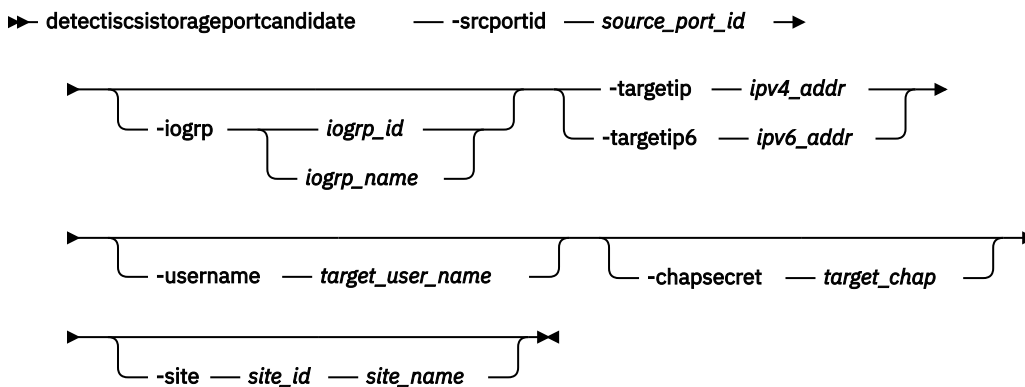 detectiscsistorageportcandidate -srcportid source_port_id
-targetip ipv4_addr
-iogrp iogrp_id -targetip6 ipv6_addr
iogrp_name
-username target_user_name -chapsecret target_chap
-site site_id site_name